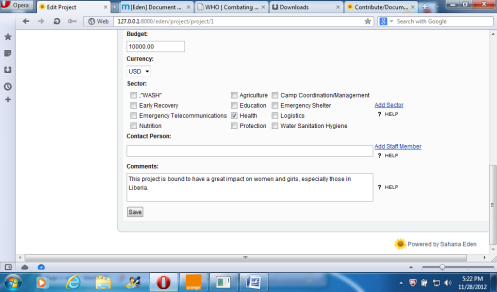 Opera
Edit Project
[Eden] Document ...
WHO | Combating ...
Downloads
Contribute/Docum...
Web
127.0.0.1:8000/eden/project/project/1
Search with Google
Budget:
10000.00
Currency:
USD
Sector:
:"WASH" Agriculture Camp Coordination/Management
Early Recovery Education Emergency Shelter Add Sector
Emergency Telecommunications Health Logistics ? HELP
Nutrition Protection Water Sanitation Hygiene
Contact Person:
Add Staff Member
? HELP
Comments:
This project is bound to have a great impact on women and girls, especially those in
Liberia.
? HELP
Save
Powered by Sahana Eden
5:22 PM
11/28/2012